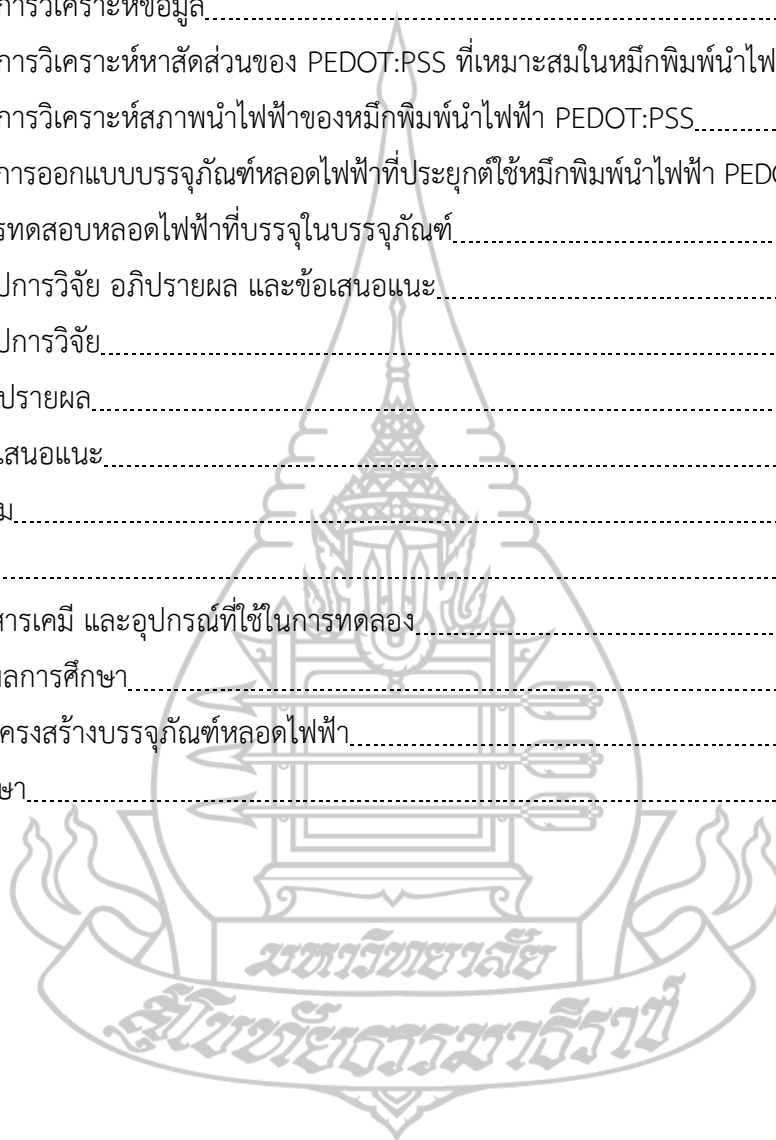 การวิเคราะห์ข้อมูล
การวิเคราะห์หาสัดส่วนของ PEDOT:PSS ที่เหมาะสมในหมึกพิมพ์นำไฟ
การวิเคราะห์สภาพนำไฟฟ้าของหมึกพิมพ์นำไฟฟ้า PEDOT:PSS
การออกแบบบรรจุภัณฑ์หลอดไฟฟ้าที่ประยุกต์ใช้หมึกพิมพ์นำไฟฟ้า PEDO
รทดสอบหลอดไฟฟ้าที่บรรจุในบรรจุภัณฑ์
ปการวิจัย อภิปรายผล และข้อเสนอแนะ
ปการวิจัย
ปรายผล
เสนอแนะ
ม
สารเคมี และอุปกรณ์ที่ใช้ในการทดลอง
ผลการศึกษา
โครงสร้างบรรจุภัณฑ์หลอดไฟฟ้า
ษา
มหาวิทยาลัย
สุโขทัยธรรมาธิราช